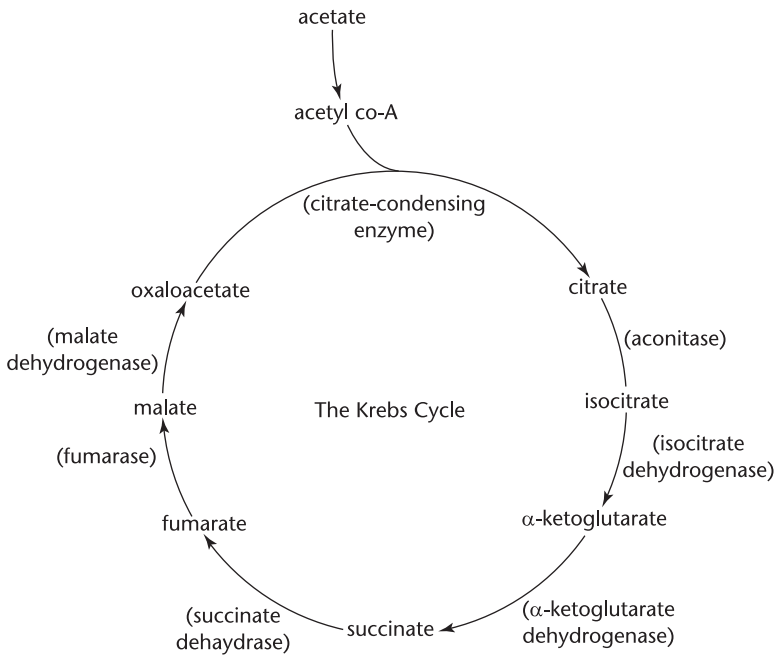 acetate
acetyl co-A
(citrate-condensing
enzyme)
oxaloacetate
citrate
(malate
dehydrogenase)
(aconitase)
malate
The Krebs Cycle
isocitrate
(fumarase)
(isocitrate
dehydrogenase)
fumarate
α-ketoglutarate
(succinate
dehaydrase)
succinate
(α-ketoglutarate
dehydrogenase)